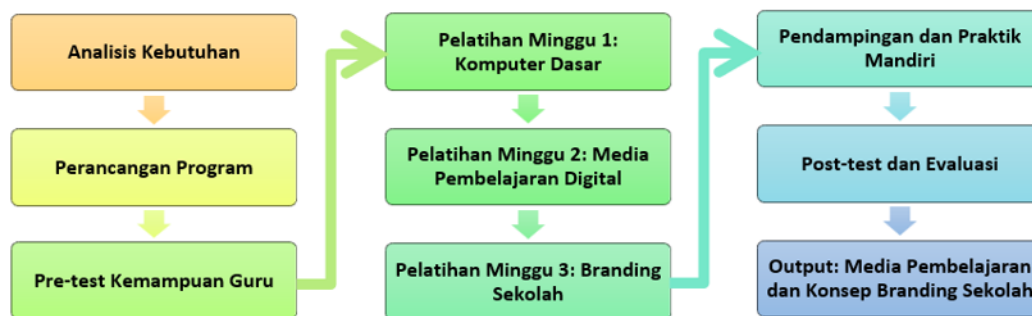 Analisis Kebutuhan
Perancangan Program
Pre-test Kemampuan Guru
Pelatihan Minggu 1:
Komputer Dasar
Pelatihan Minggu 2: Media
Pembelajaran Digital
Pelatihan Minggu 3: Branding
Sekolah
Pendampingan dan Praktik
Mandiri
Post-test dan Evaluasi
Output: Media Pembelajaran
dan Konsep Branding Sekolah